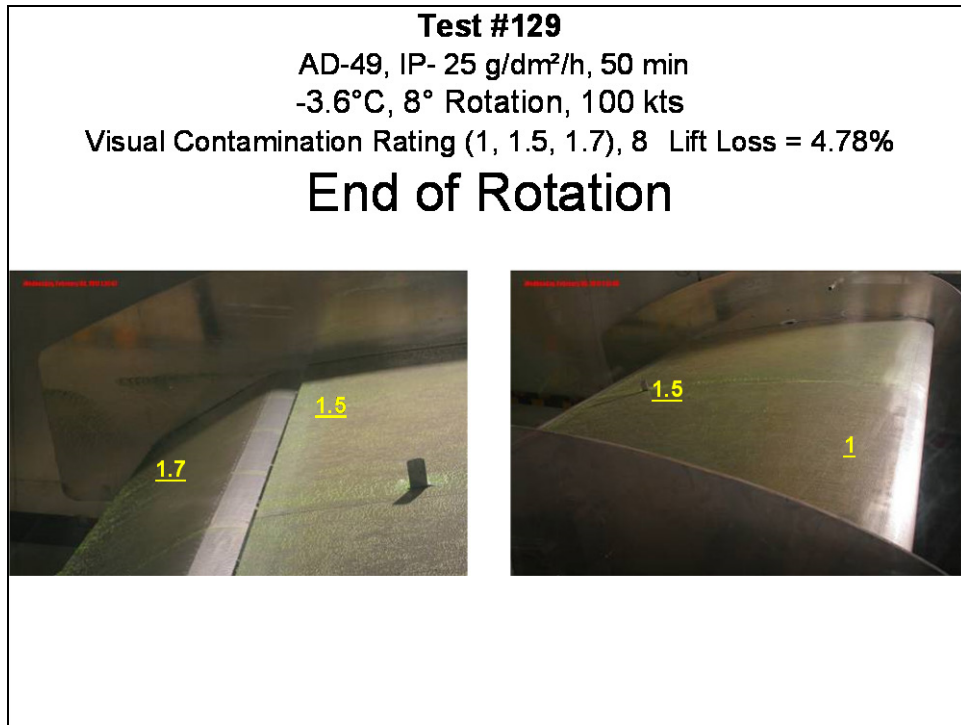 Test #129
AD-49, IP- 25 g/dm²/h, 50 min
-3.6°C, 8° Rotation, 100 kts
Visual Contamination Rating (1, 1.5, 1.7), 8 Lift Loss = 4.78%
End of Rotation
1.5
1.7
1.5
1